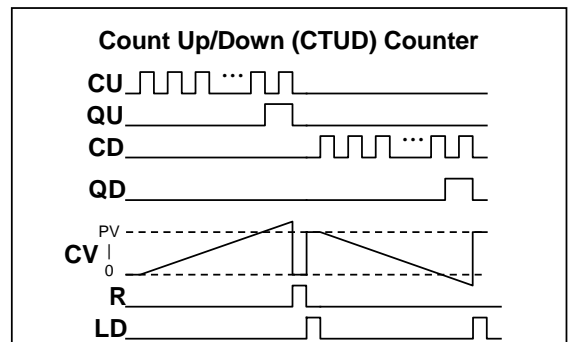 Count Up/Down (CTUD) Counter
CU
...
QU
CD
...
QD
PV
CV |
0
R
LD